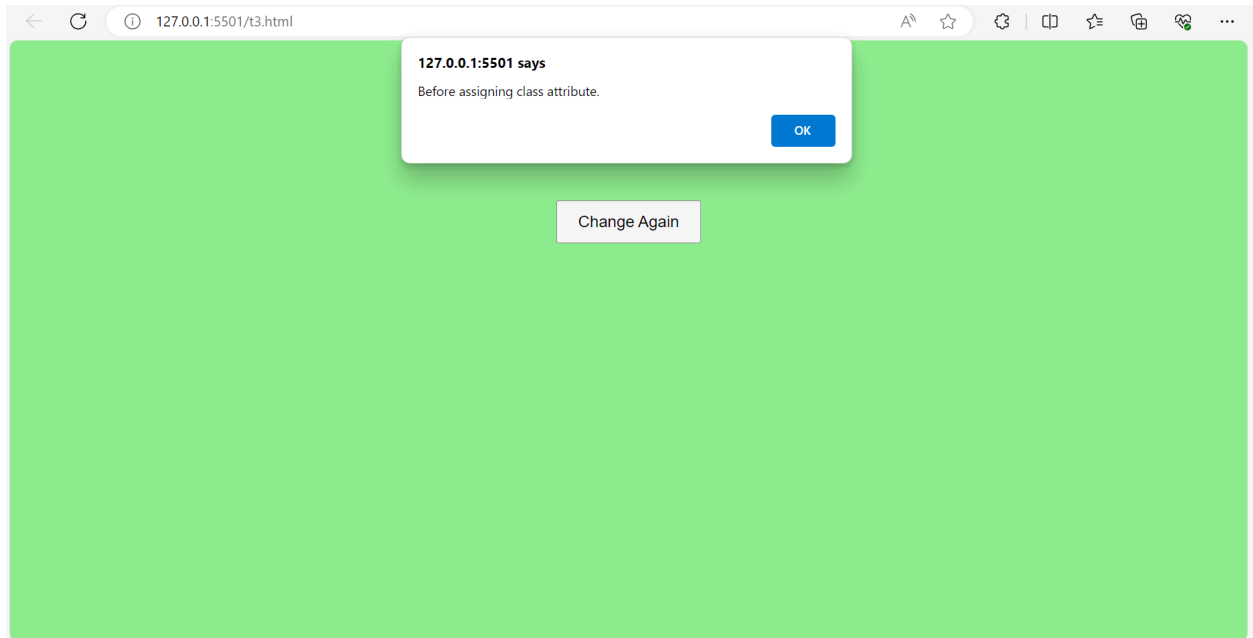 127.0.0.1:5501/t3.html
127.0.0.1:5501 says
Before assigning class attribute.
OK
Change Again